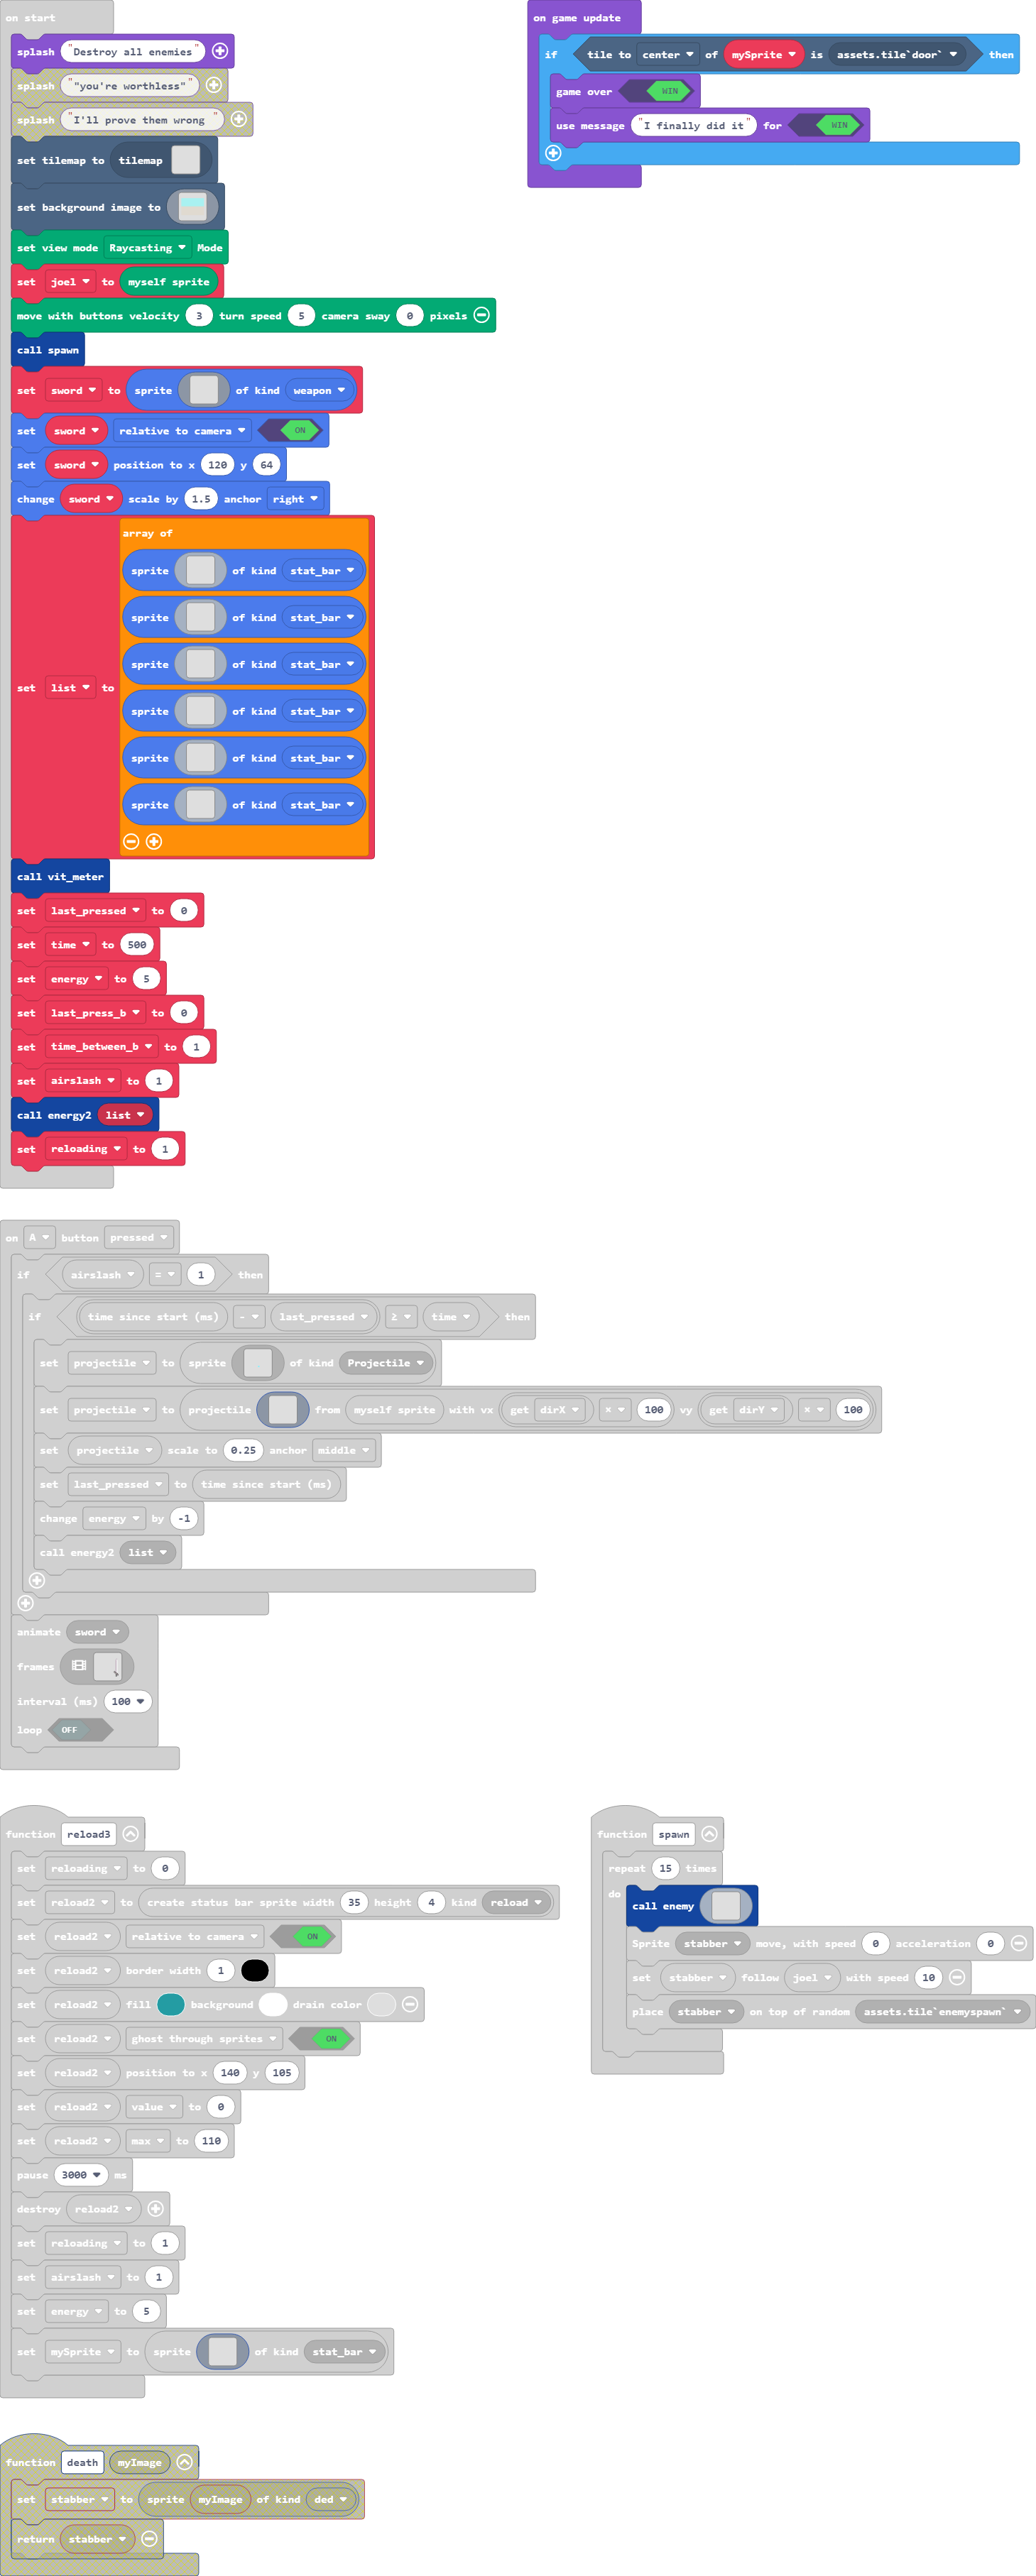 on start
splash "Destroy all enemies"
splash ""you're worthless""
splash "I'll prove them wrong "
set tilemap to tilemap
set background image to
set view mode Raycasting Mode
set joel to myself sprite
move with buttons velocity 3 turn speed 5 camera sway 0 pixels
call spawn
set sword to sprite of kind weapon
set sword relative to camera ON
set sword position to x 120 y 64
change sword scale by 1.5 anchor right
set list to
array of
sprite of kind stat_bar
sprite of kind stat_bar
sprite of kind stat_bar
sprite of kind stat_bar
sprite of kind stat_bar
sprite of kind stat_bar
call vit_meter
set last_pressed to 0
set time to 500
set energy to 5
set last_press_b to 0
set time_between_b to 1
set airslash to 1
call energy2 list
set reloading to 1
on game update
if tile to center of mySprite is assets.tile`door` then
game over WIN
use message "I finally did it" for WIN
on A button pressed
if airslash = 1 then
if time since start (ms) - last_pressed ≥ time then
set projectile to sprite of kind Projectile
set projectile to projectile from myself sprite with vx get dirX × 100 vy get dirY × 100
set projectile scale to 0.25 anchor middle
set last_pressed to time since start (ms)
change energy by -1
call energy2 list
animate sword
frames
interval (ms) 100
loop OFF
function reload3
set reloading to 0
set reload2 to create status bar sprite width 35 height 4 kind reload
set reload2 relative to camera ON
set reload2 border width 1
set reload2 fill background drain color
set reload2 ghost through sprites ON
set reload2 position to x 140 y 105
set reload2 value to 0
set reload2 max to 110
pause 3000 ms
destroy reload2
set reloading to 1
set airslash to 1
set energy to 5
set mySprite to sprite of kind stat_bar
function spawn
repeat 15 times
do
call enemy
Sprite stabber move, with speed 0 acceleration 0
set stabber follow joel with speed 10
place stabber on top of random assets.tile`enemyspawn`
function death myImage
set stabber to sprite myImage of kind ded
return stabber